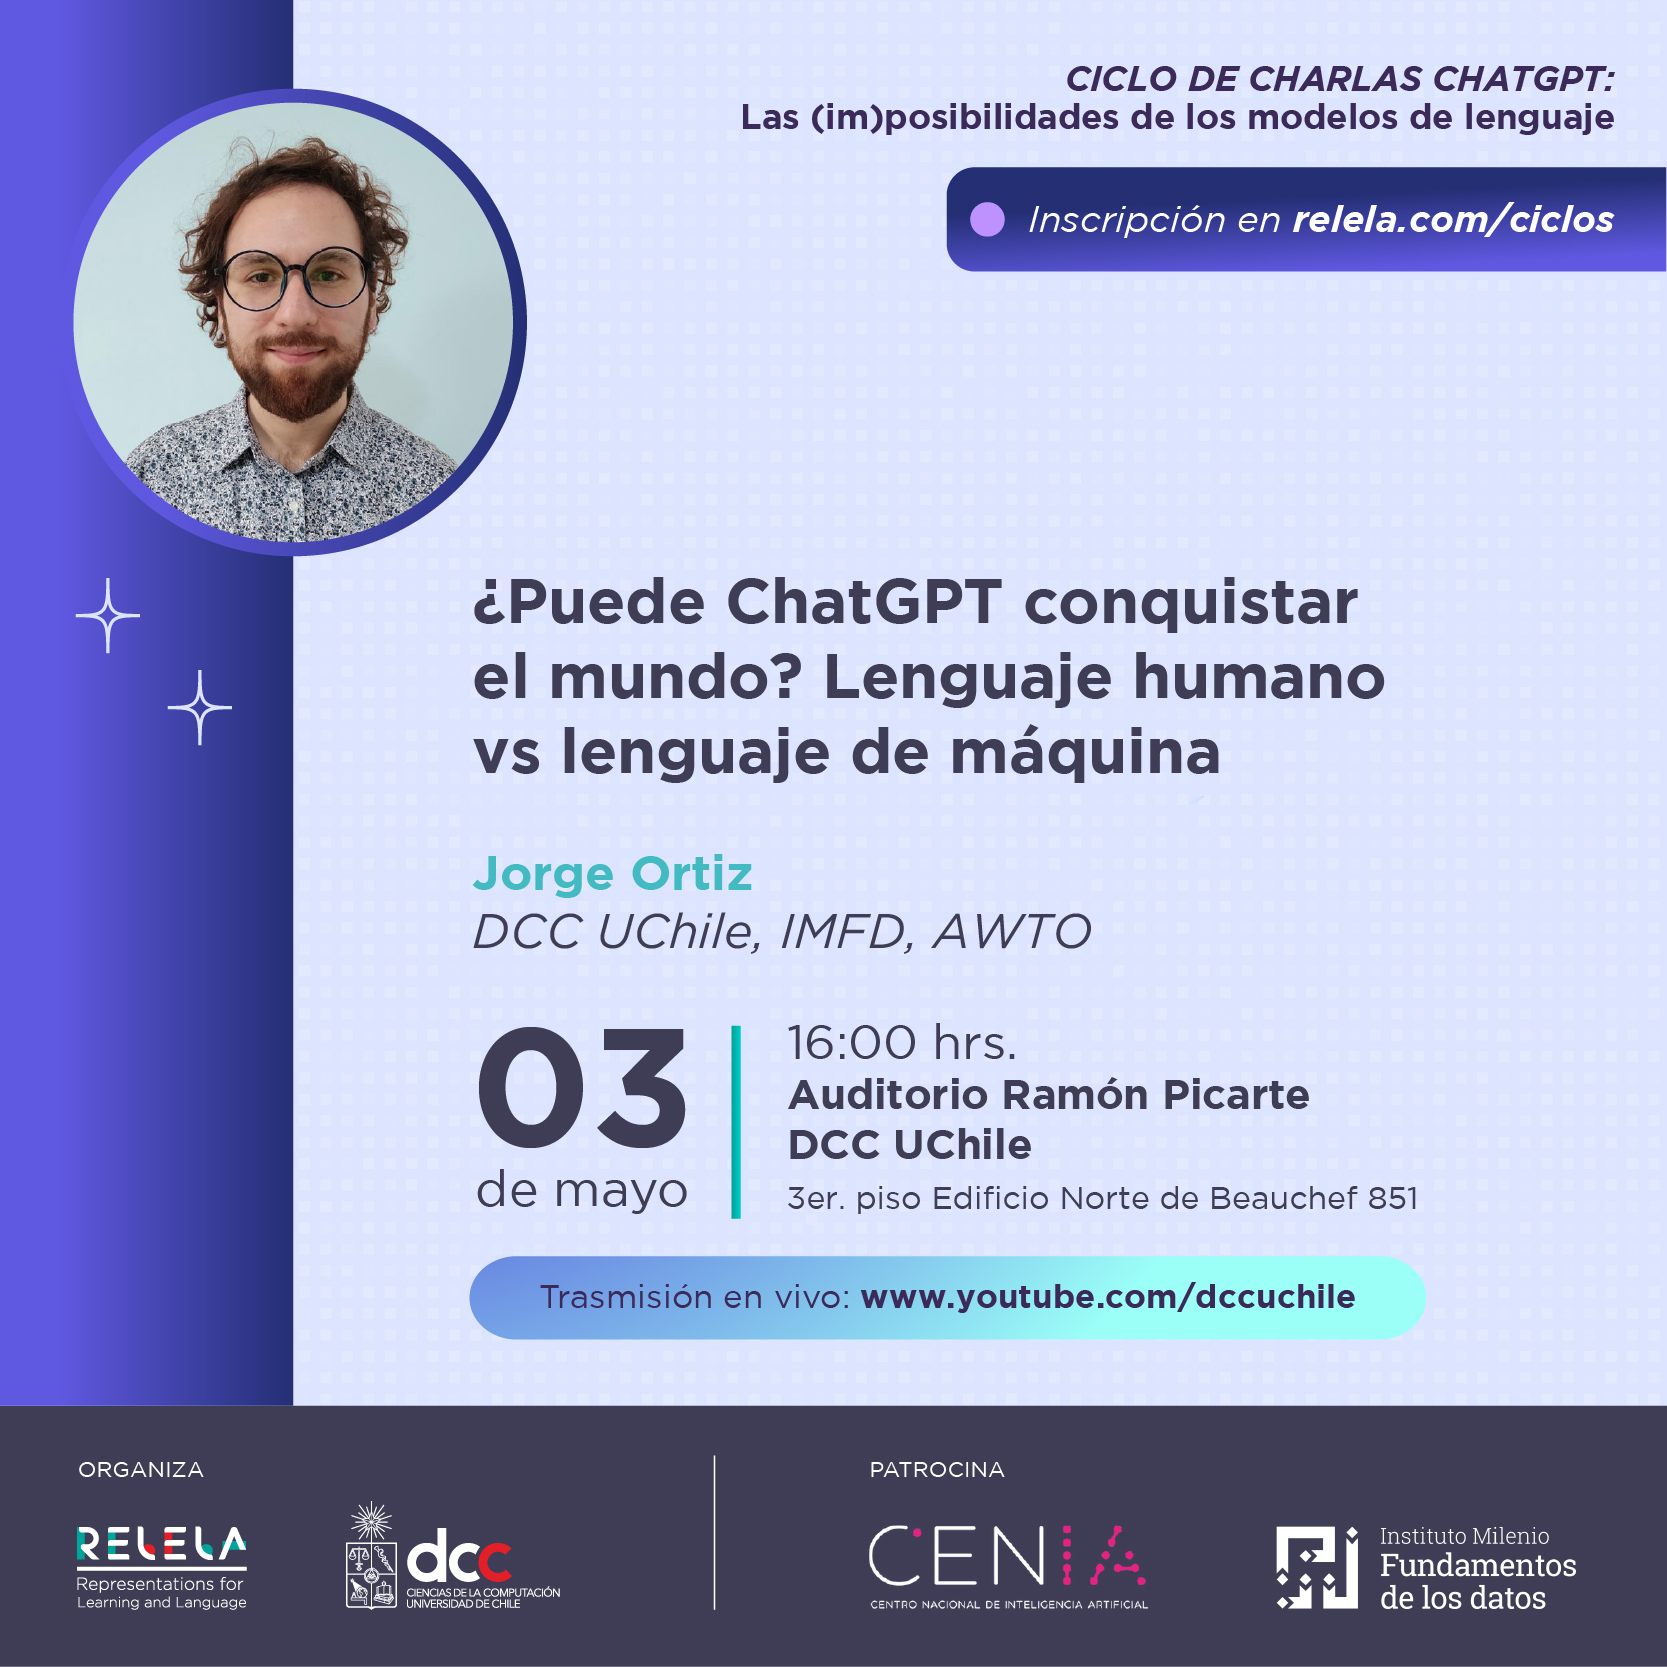 CICLO DE CHARLAS CHATGPT:
Las (im)posibilidades de los modelos de lenguaje
Inscripción en relela.com/ciclos
¿Puede ChatGPT conquistar
el mundo? Lenguaje humano
vs lenguaje de máquina
Jorge Ortiz
DCC UChile, IMFD, AWTO
03
de mayo
16:00 hrs.
Auditorio Ramón Picarte
DCC UChile
3er. piso Edificio Norte de Beauchef 851
Trasmisión en vivo: www.youtube.com/dccuchile
ORGANIZA
RELELA
Representations for
Learning and Language
dcc
CIENCIAS DE LA COMPUTACIÓN
UNIVERSIDAD DE CHILE
PATROCINA
CENIA
CENTRO NACIONAL DE INTELIGENCIA ARTIFICIAL
Instituto Milenio
Fundamentos
de los datos